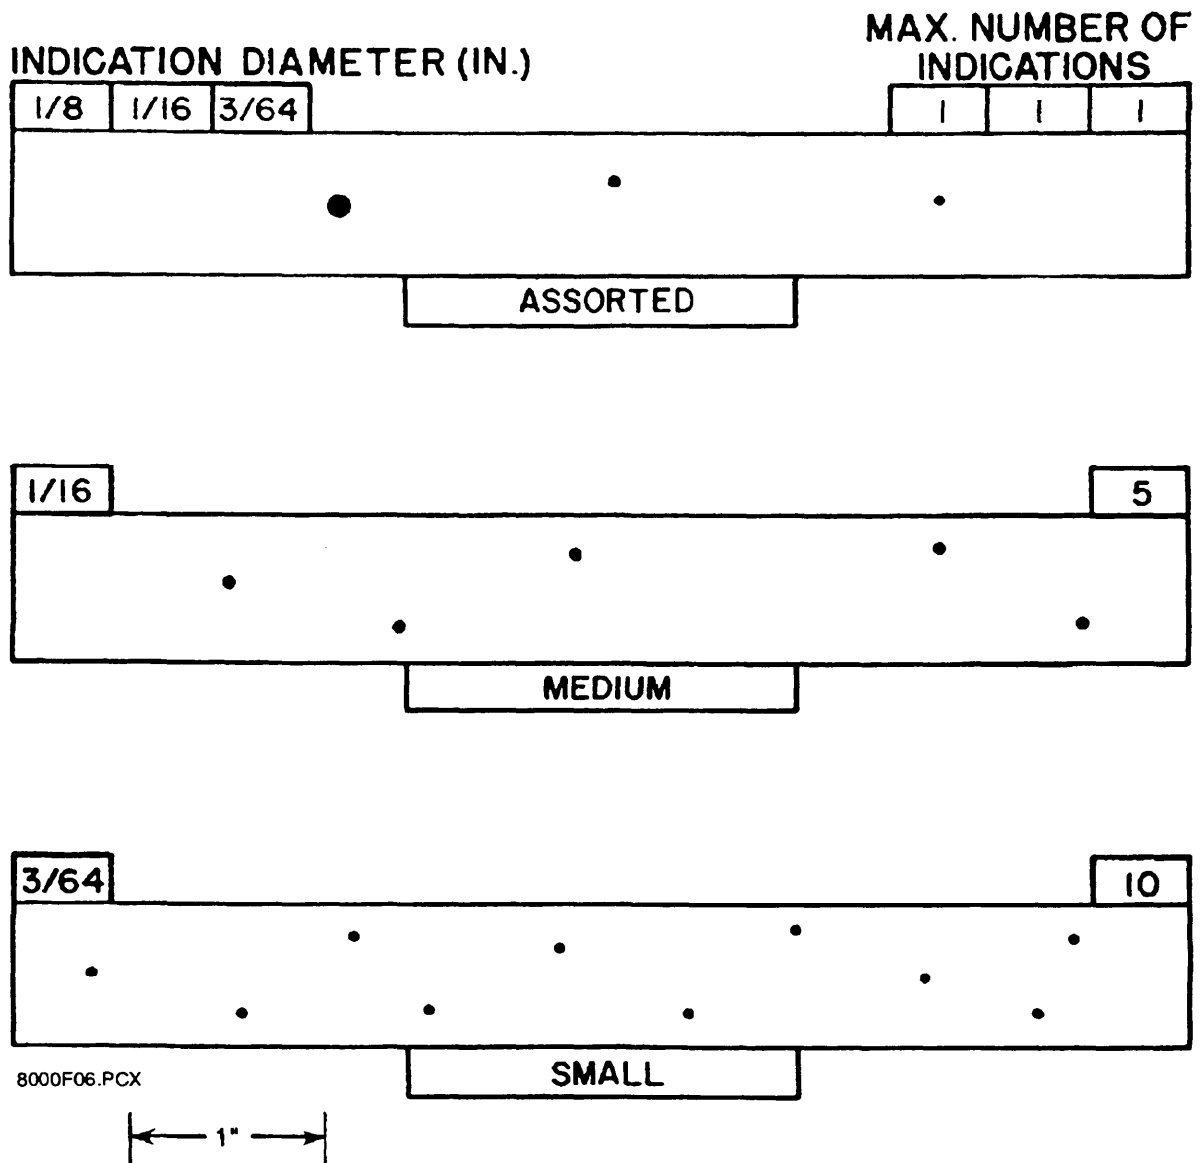 MAX. NUMBER OF
INDICATIONS
INDICATION DIAMETER (IN.)
1/8 1/16 3/64 1 1 1
ASSORTED
1/16 5
MEDIUM
3/64 10
SMALL
8000F06.PCX
1"